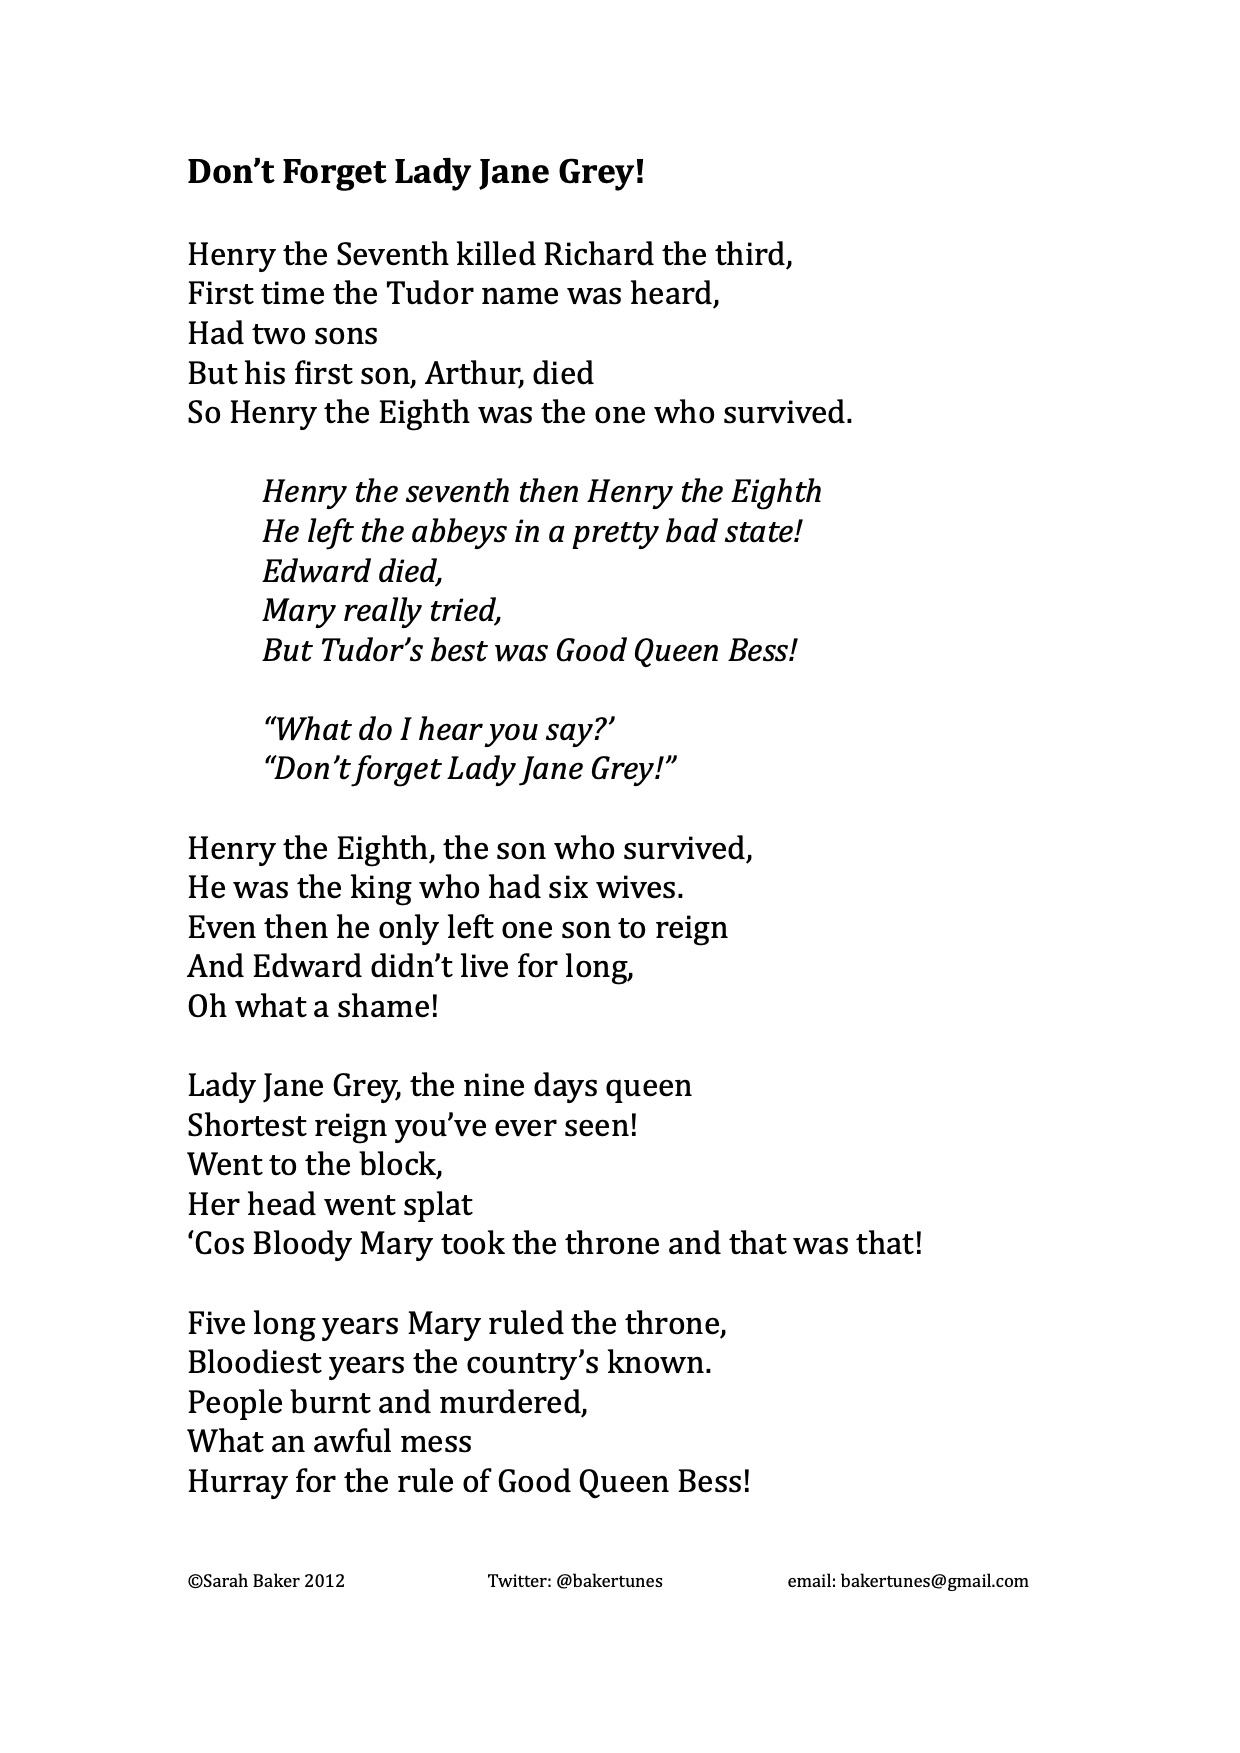 Don’t Forget Lady Jane Grey!
Henry the Seventh killed Richard the third,
First time the Tudor name was heard,
Had two sons
But his first son, Arthur, died
So Henry the Eighth was the one who survived.
Henry the seventh then Henry the Eighth
He left the abbeys in a pretty bad state!
Edward died,
Mary really tried,
But Tudor’s best was Good Queen Bess!
“What do I hear you say?’
“Don’t forget Lady Jane Grey!”
Henry the Eighth, the son who survived,
He was the king who had six wives.
Even then he only left one son to reign
And Edward didn’t live for long,
Oh what a shame!
Lady Jane Grey, the nine days queen
Shortest reign you’ve ever seen!
Went to the block,
Her head went splat
‘Cos Bloody Mary took the throne and that was that!
Five long years Mary ruled the throne,
Bloodiest years the country’s known.
People burnt and murdered,
What an awful mess
Hurray for the rule of Good Queen Bess!
©Sarah Baker 2012 Twitter: @bakertunes email: bakertunes@gmail.com